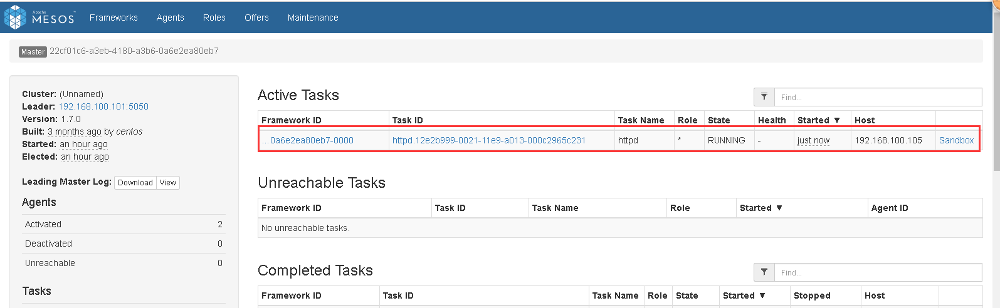 Apache
MESOS™
Frameworks Agents Roles Offers Maintenance
Master 22cf01c6-a3eb-4180-a3b6-0a6e2ea80eb7
Cluster: (Unnamed)
Leader: 192.168.100.101:5050
Version: 1.7.0
Built: 3 months ago by centos
Started: an hour ago
Elected: an hour ago
Leading Master Log: Download View
Agents
Activated 2
Deactivated 0
Unreachable 0
Tasks
Active Tasks
Find...
Framework ID Task ID Task Name Role State Health Started ▼ Host
...0a6e2ea80eb7-0000 httpd.12e2b999-0021-11e9-a013-000c2965c231 httpd * RUNNING - just now 192.168.100.105 Sandbox
Unreachable Tasks
Framework ID Task ID Task Name Role Started ▼ Agent ID
No unreachable tasks.
Completed Tasks
Find...
Framework ID Task ID Task Name Role State Started ▼ Stopped Host